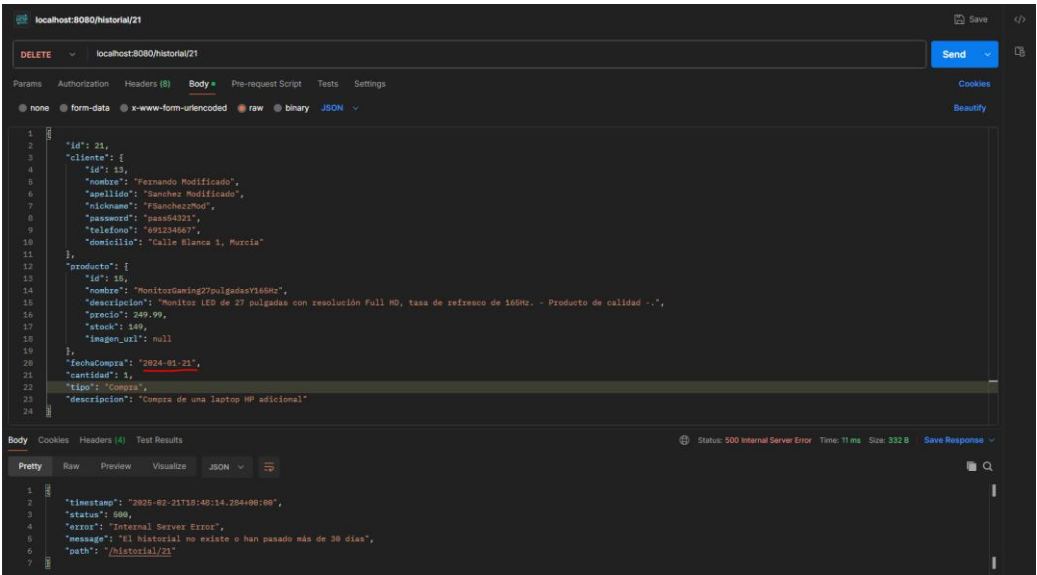 localhost:8080/historial/21
Save
DELETE localhost:8080/historial/21
Send
Params Authorization Headers (8) Body Pre-request Script Tests Settings
Cookies
none form-data x-www-form-urlencoded raw binary JSON
Beautify
1 {
2 "id": 21,
3 "cliente": {
4 "id": 13,
5 "nombre": "Fernando Modificado",
6 "apellido": "Sanchez Modificado",
7 "nickname": "FSanchezzMod",
8 "password": "pass54321",
9 "telefono": "691234567",
10 "domicilio": "Calle Blanca 1, Murcia"
11 },
12 "producto": {
13 "id": 15,
14 "nombre": "MonitorGaming27pulgadasY165Hz",
15 "descripcion": "Monitor LED de 27 pulgadas con resolución Full HD, tasa de refresco de 165Hz. - Producto de calidad -.",
16 "precio": 249.99,
17 "stock": 149,
18 "imagen_url": null
19 },
20 "fechaCompra": "2024-01-21",
21 "cantidad": 1,
22 "tipo": "Compra",
23 "descripcion": "Compra de una laptop HP adicional"
24 }
Body Cookies Headers (4) Test Results
Status: 500 Internal Server Error Time: 11 ms Size: 332 B Save Response
Pretty Raw Preview Visualize JSON
1 {
2 "timestamp": "2025-02-21T18:48:14.284+00:00",
3 "status": 500,
4 "error": "Internal Server Error",
5 "message": "El historial no existe o han pasado más de 30 días",
6 "path": "/historial/21"
7 }